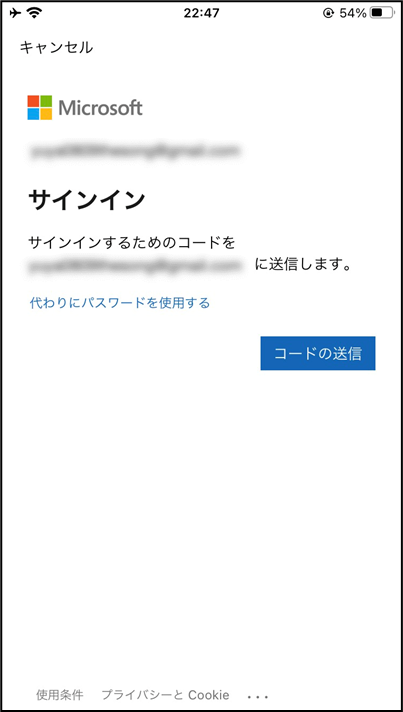 22:47
54%
キャンセル
Microsoft
サインイン
サインインするためのコードを
に送信します。
代わりにパスワードを使用する
コードの送信
使用条件 プライバシーと Cookie ・・・